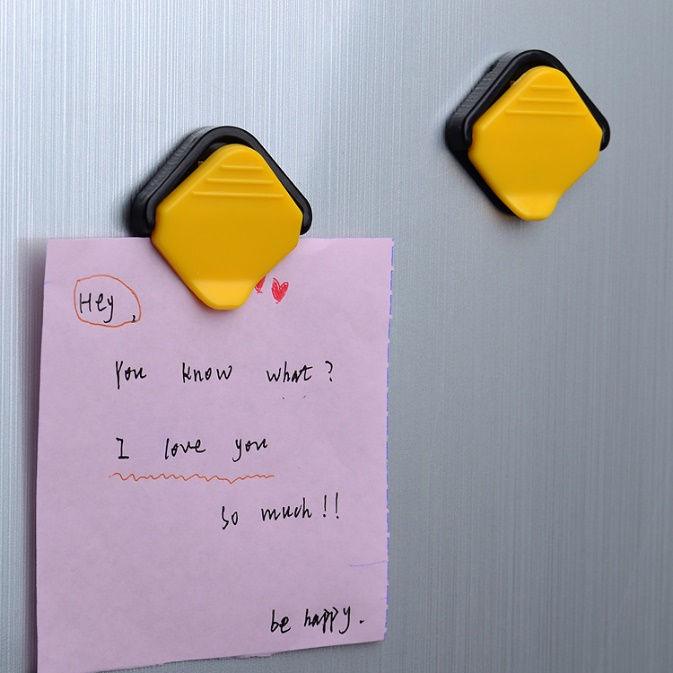 Hey,
You know what?
I love you
so much!!
be happy.